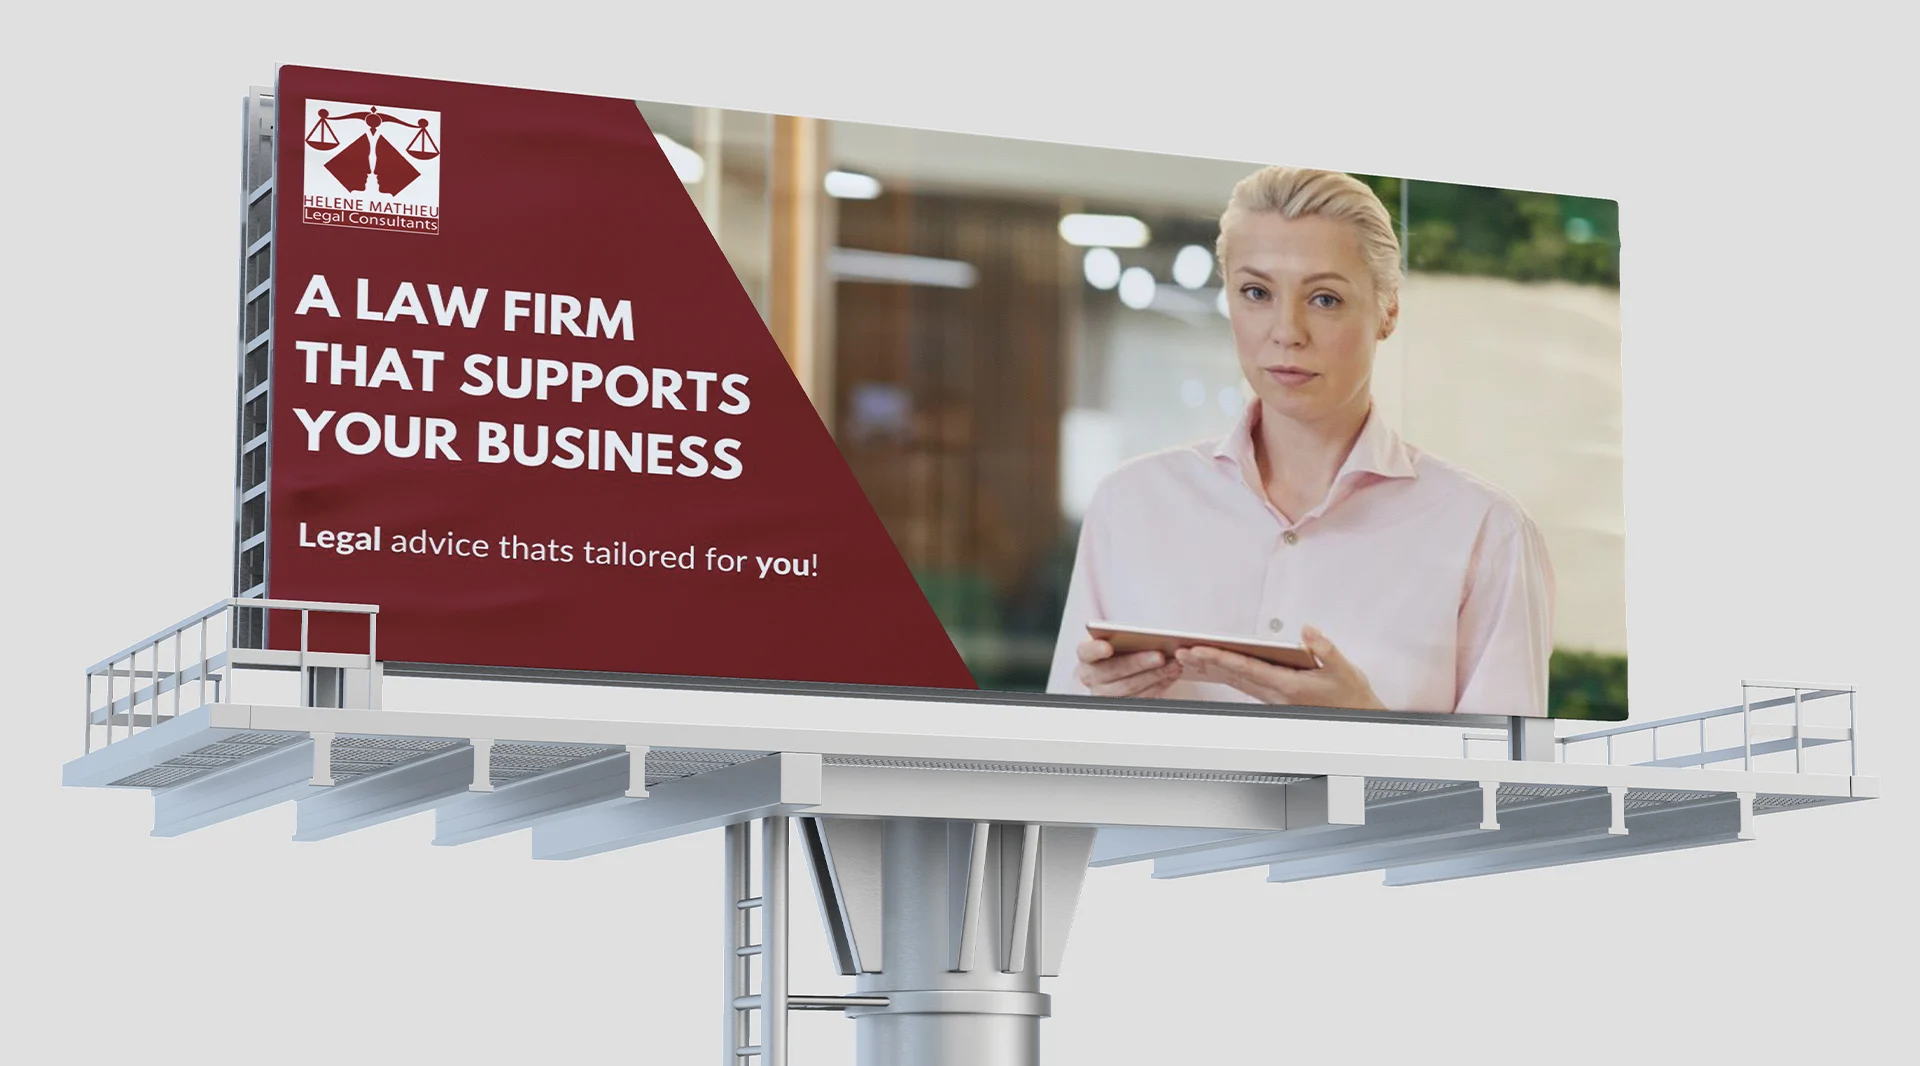 HELENE MATHIEU
Legal Consultants
A LAW FIRM
THAT SUPPORTS
YOUR BUSINESS
Legal advice thats tailored for you!